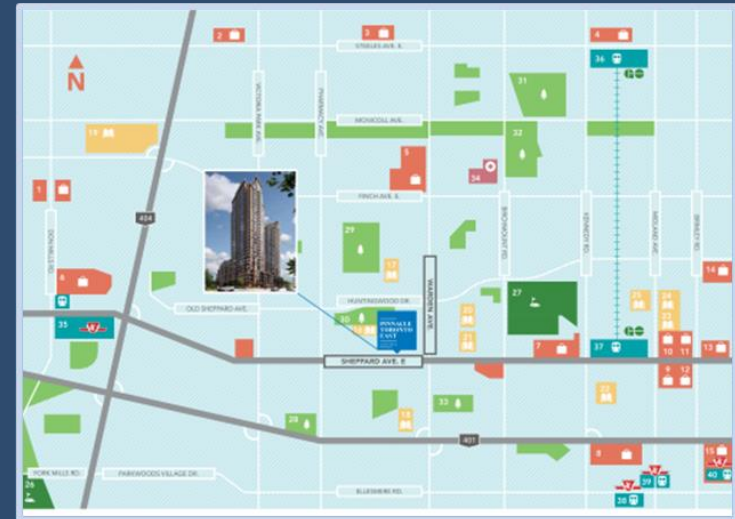 2
3
4
STEELES AVE. E.
36
GO
N
VICTORIA PARK AVE.
PHARMACY AVE.
31
McNICOLL AVE.
19
32
5
34
1
FINCH AVE. E.
404
DON MILLS RD.
BIRCHMOUNT RD.
KENNEDY RD.
MIDLAND AVE.
BRIMLEY RD.
29
17
WARDEN AVE.
14
6
27
OLD SHEPPARD AVE.
HUNTINGWOOD DR.
25
24
30
20
23
35
16
PINNACLE
TORONTO
EAST
GO
21
7
37
10
11
13
SHEPPARD AVE. E
9
12
22
33
18
28
401
8
15
YORK MILLS RD.
PARKWOODS VILLAGE DR.
40
26
39
ELLESMERE RD.
38